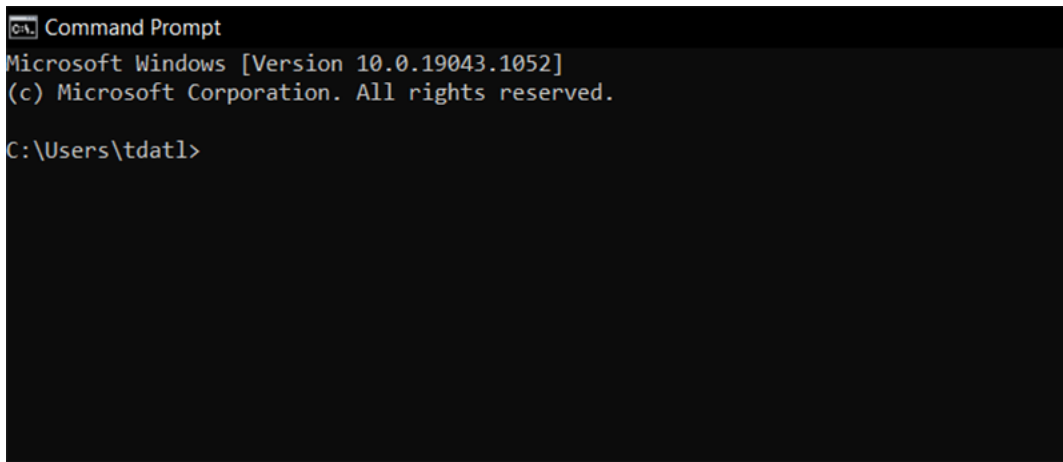 Command Prompt
Microsoft Windows [Version 10.0.19043.1052]
(c) Microsoft Corporation. All rights reserved.
C:\Users\tdatl>